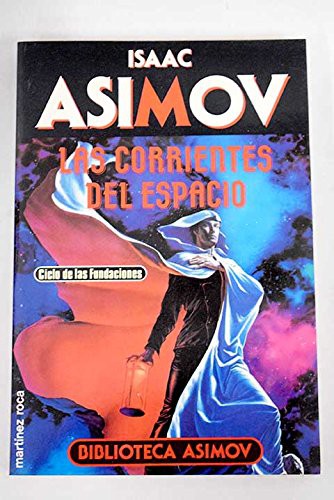 ISAAC
ASIMOV
LAS CORRIENTES
DEL ESPACIO
Ciclo de las Fundaciones
martínez roca
BIBLIOTECA ASIMOV